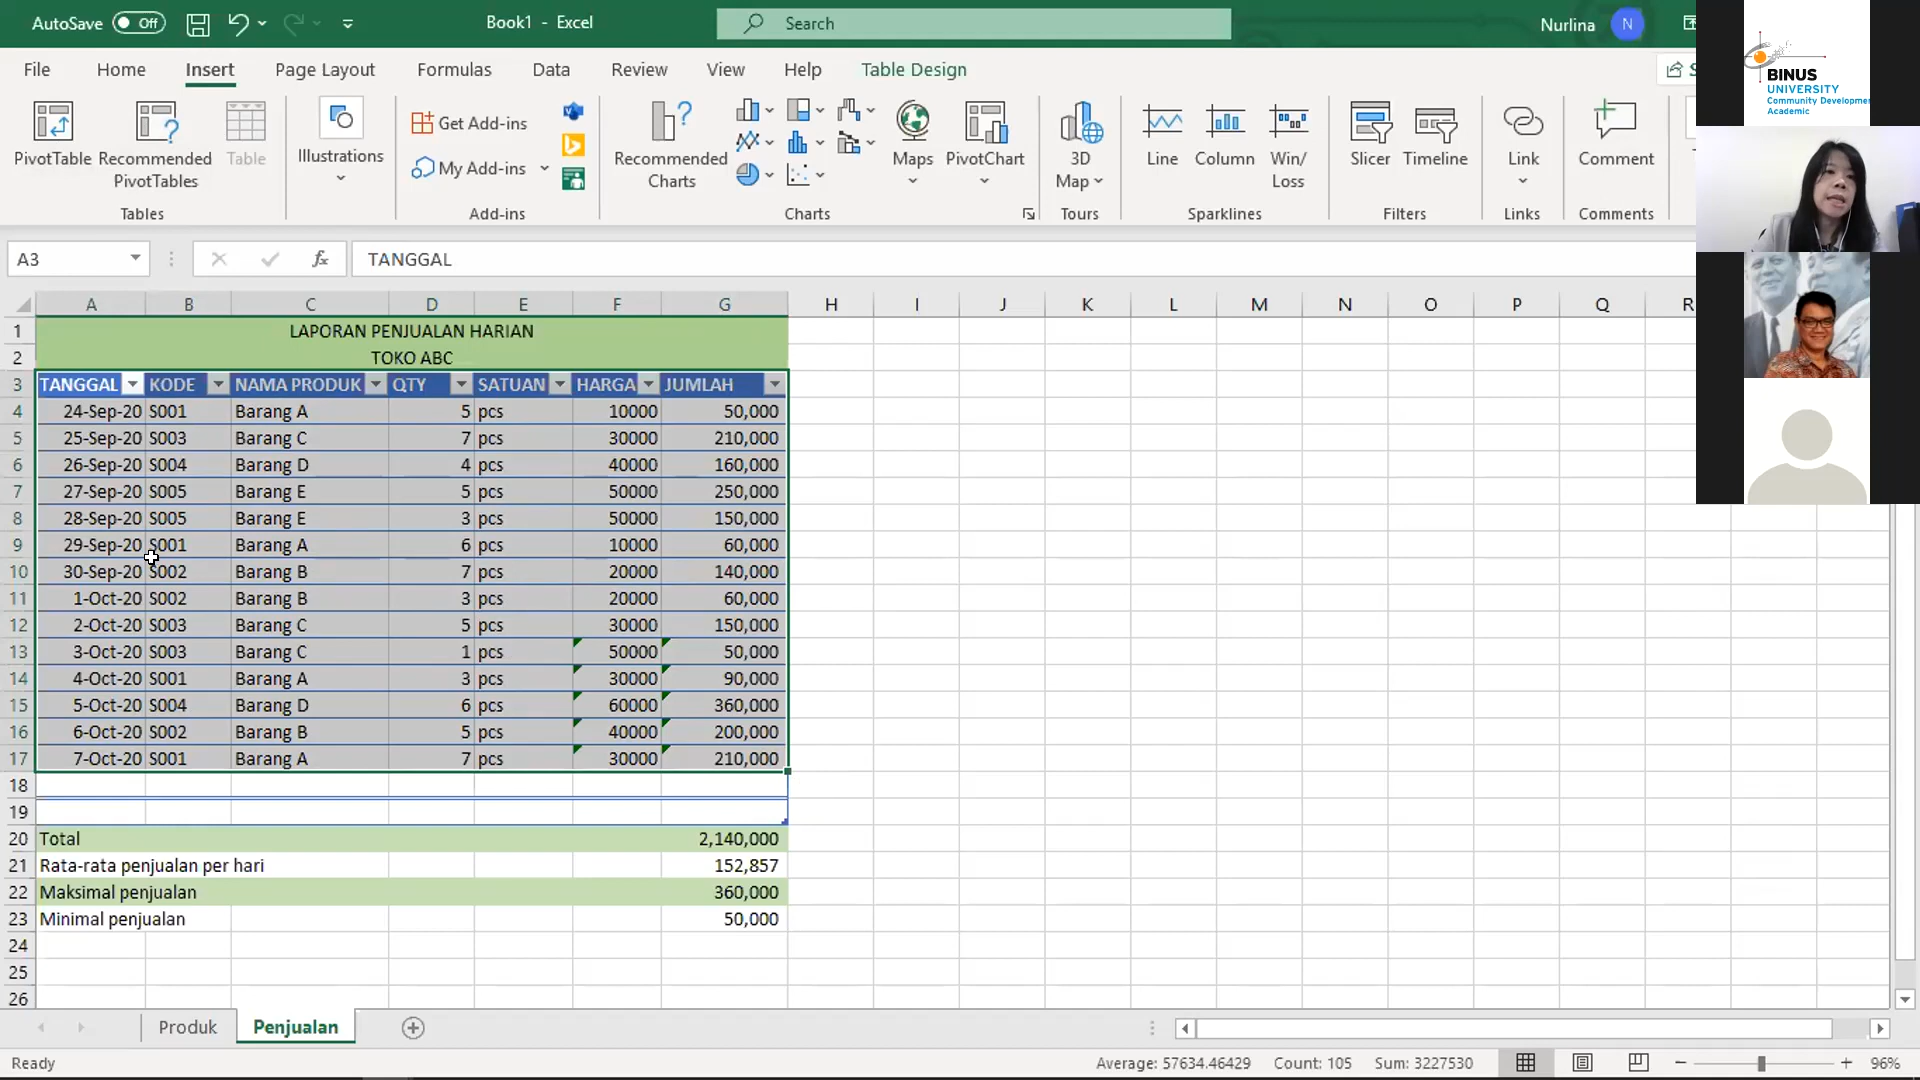 AutoSave Off Book1 - Excel Search Nurlina N
File Home Insert Page Layout Formulas Data Review View Help Table Design S
PivotTable Recommended PivotTables Table Illustrations Get Add-ins My Add-ins Recommended Charts Maps PivotChart 3D Map Line Column Win/Loss Slicer Timeline Link Comment
Tables Add-ins Charts Tours Sparklines Filters Links Comments
BINUS
UNIVERSITY
Community Developme
Academic
A3 fx TANGGAL
A B C D E F G H I J K L M N O P Q R
1 LAPORAN PENJUALAN HARIAN
2 TOKO ABC
3 TANGGAL KODE NAMA PRODUK QTY SATUAN HARGA JUMLAH
4 24-Sep-20 S001 Barang A 5 pcs 10000 50,000
5 25-Sep-20 S003 Barang C 7 pcs 30000 210,000
6 26-Sep-20 S004 Barang D 4 pcs 40000 160,000
7 27-Sep-20 S005 Barang E 5 pcs 50000 250,000
8 28-Sep-20 S005 Barang E 3 pcs 50000 150,000
9 29-Sep-20 S001 Barang A 6 pcs 10000 60,000
10 30-Sep-20 S002 Barang B 7 pcs 20000 140,000
11 1-Oct-20 S002 Barang B 3 pcs 20000 60,000
12 2-Oct-20 S003 Barang C 5 pcs 30000 150,000
13 3-Oct-20 S003 Barang C 1 pcs 50000 50,000
14 4-Oct-20 S001 Barang A 3 pcs 30000 90,000
15 5-Oct-20 S004 Barang D 6 pcs 60000 360,000
16 6-Oct-20 S002 Barang B 5 pcs 40000 200,000
17 7-Oct-20 S001 Barang A 7 pcs 30000 210,000
18
19
20 Total 2,140,000
21 Rata-rata penjualan per hari 152,857
22 Maksimal penjualan 360,000
23 Minimal penjualan 50,000
24
25
26
Produk Penjualan
Ready Average: 57634.46429 Count: 105 Sum: 3227530 96%